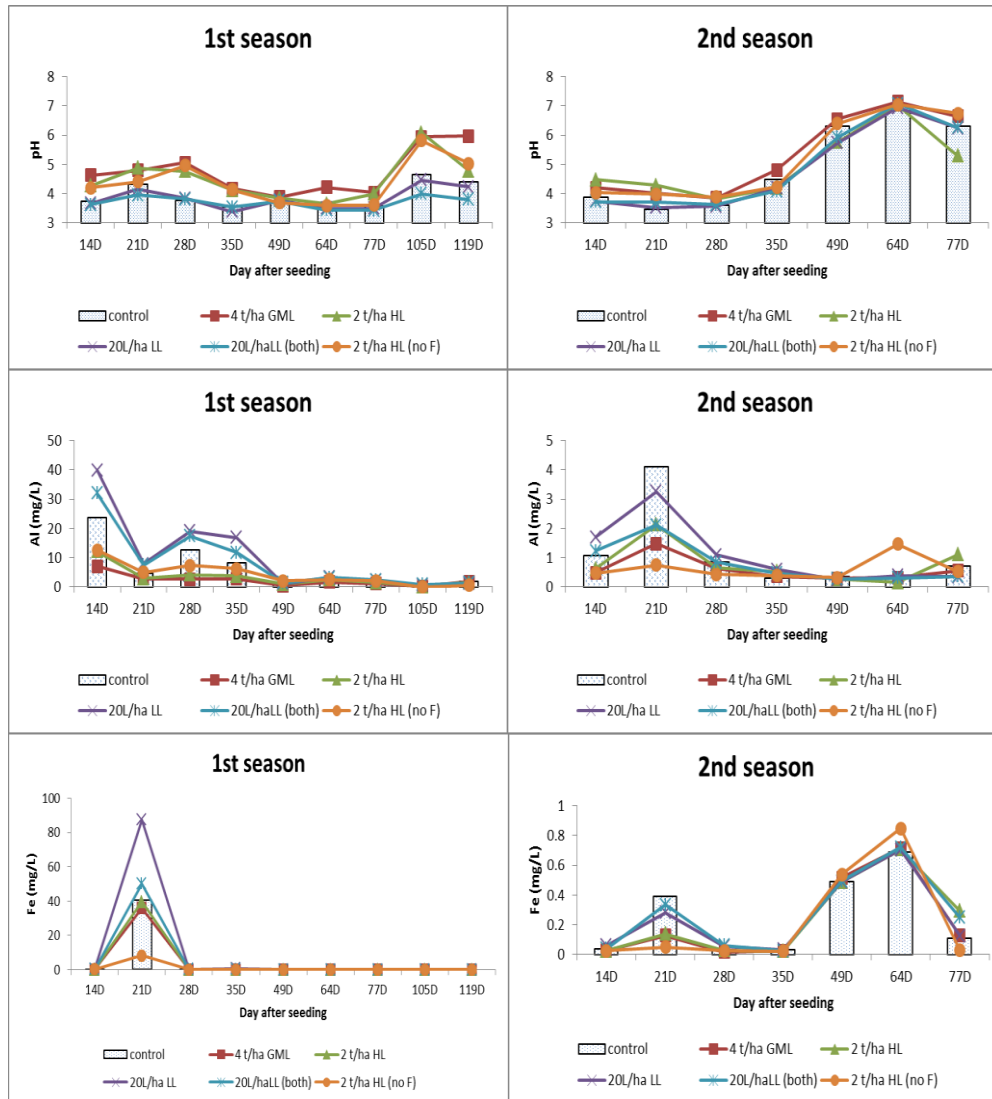 1st season
pH
8
7
6
5
4
3
14D 21D 28D 35D 49D 64D 77D 105D 119D
Day after seeding
control 4 t/ha GML 2 t/ha HL
20L/ha LL 20L/haLL (both) 2 t/ha HL (no F)
2nd season
pH
8
7
6
5
4
3
14D 21D 28D 35D 49D 64D 77D
Day after seeding
control 4 t/ha GML 2 t/ha HL
20L/ha LL 20L/haLL (both) 2 t/ha HL (no F)
1st season
Al (mg/L)
50
40
30
20
10
0
14D 21D 28D 35D 49D 64D 77D 105D 119D
Day after seeding
control 4 t/ha GML 2 t/ha HL
20L/ha LL 20L/haLL (both) 2 t/ha HL (no F)
2nd season
Al (mg/L)
5
4
3
2
1
0
14D 21D 28D 35D 49D 64D 77D
Day after seeding
control 4 t/ha GML 2 t/ha HL
20L/ha LL 20L/haLL (both) 2 t/ha HL (no F)
1st season
Fe (mg/L)
100
80
60
40
20
0
14D 21D 28D 35D 49D 64D 77D 105D 119D
Day after seeding
control 4 t/ha GML 2 t/ha HL
20L/ha LL 20L/haLL (both) 2 t/ha HL (no F)
2nd season
Fe (mg/L)
1
0.8
0.6
0.4
0.2
0
14D 21D 28D 35D 49D 64D 77D
Day after seeding
control 4 t/ha GML 2 t/ha HL
20L/ha LL 20L/haLL (both) 2 t/ha HL (no F)